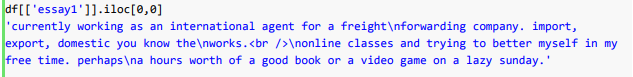 df[['essay1']].iloc[0,0]
'currently working as an international agent for a freight\nforwarding company. import,
export, domestic you know the\nworks.<br />\nonline classes and trying to better myself in my
free time. perhaps\na hours worth of a good book or a video game on a lazy sunday.'